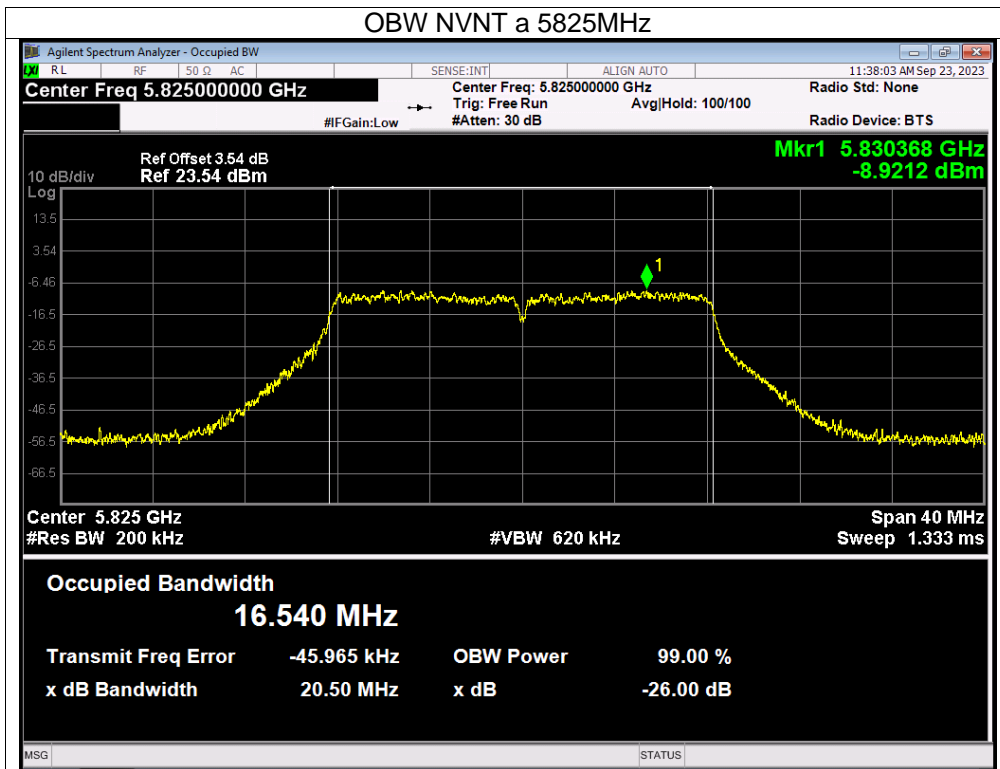 OBW NVNT a 5825MHz
Agilent Spectrum Analyzer - Occupied BW
LXI RL RF 50 Ω AC SENSE:INT ALIGN AUTO 11:38:03 AM Sep 23, 2023
Center Freq 5.825000000 GHz Center Freq: 5.825000000 GHz Radio Std: None
Trig: Free Run Avg|Hold: 100/100
#IFGain:Low #Atten: 30 dB Radio Device: BTS
Mkr1 5.830368 GHz
-8.9212 dBm
Ref Offset 3.54 dB
10 dB/div Ref 23.54 dBm
Log
13.5
3.54
-6.46
-16.5
-26.5
-36.5
-46.5
-56.5
-66.5
1
Center 5.825 GHz Span 40 MHz
#Res BW 200 kHz #VBW 620 kHz Sweep 1.333 ms
Occupied Bandwidth
16.540 MHz
Transmit Freq Error -45.965 kHz OBW Power 99.00 %
x dB Bandwidth 20.50 MHz x dB -26.00 dB
MSG STATUS